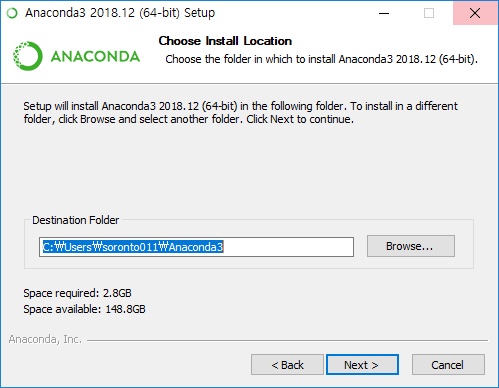 Anaconda3 2018.12 (64-bit) Setup
ANACONDA
Choose Install Location
Choose the folder in which to install Anaconda3 2018.12 (64-bit).
Setup will install Anaconda3 2018.12 (64-bit) in the following folder. To install in a different
folder, click Browse and select another folder. Click Next to continue.
Destination Folder
C:₩Users₩soronto011₩Anaconda3
Browse...
Space required: 2.8GB
Space available: 148.8GB
Anaconda, Inc.
< Back
Next >
Cancel